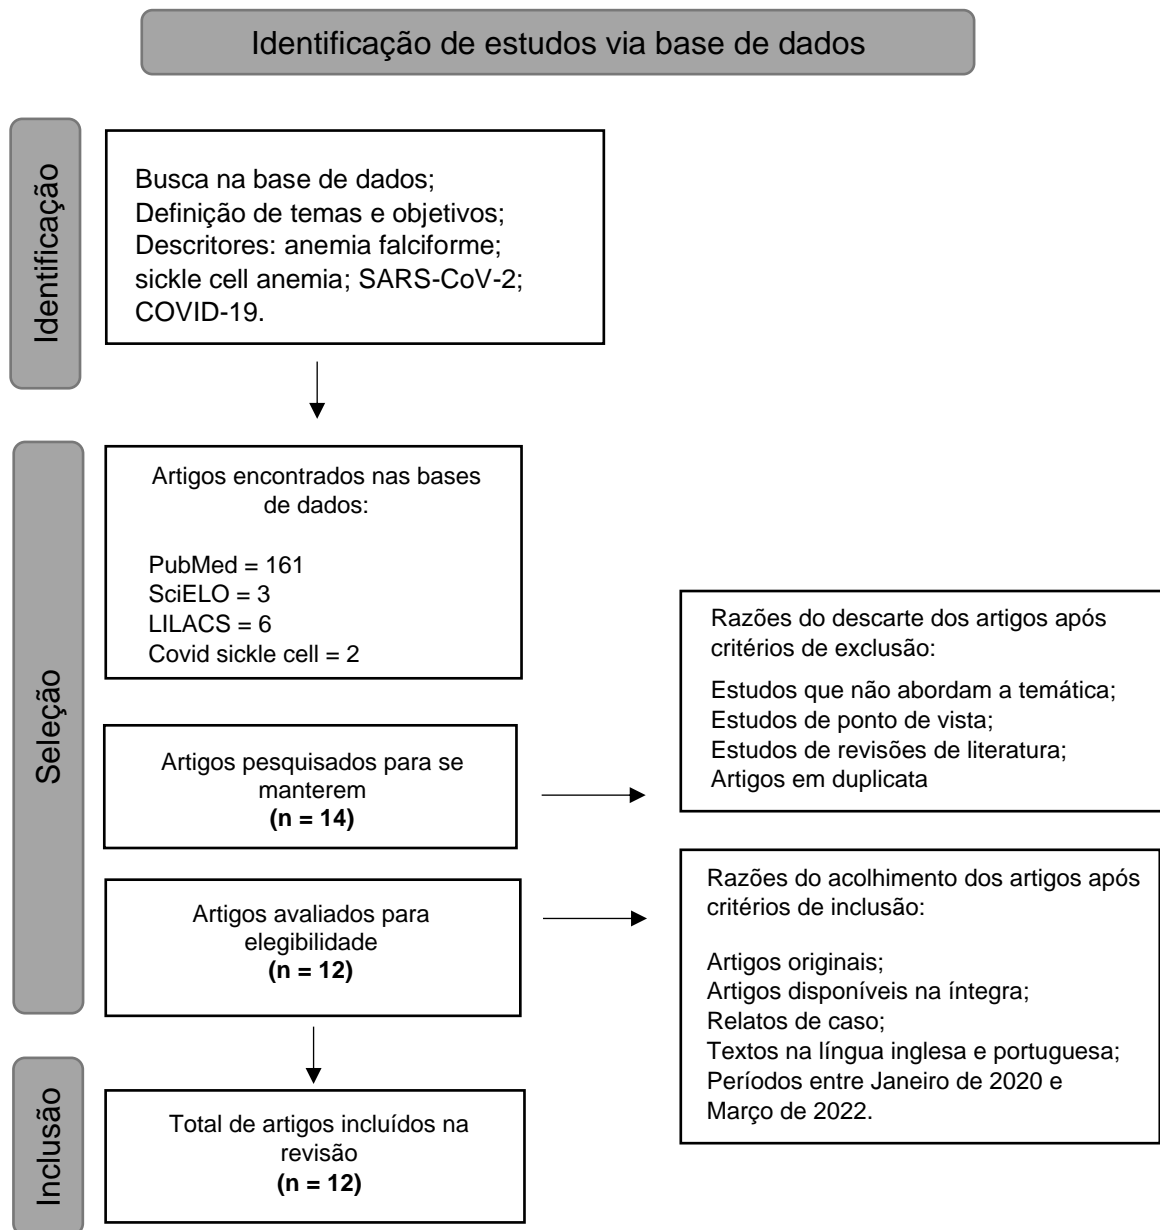 Identificação de estudos via base de dados
Identificação
Busca na base de dados;
Definição de temas e objetivos;
Descritores: anemia falciforme;
sickle cell anemia; SARS-CoV-2;
COVID-19.
Seleção
Artigos encontrados nas bases
de dados:
PubMed = 161
SciELO = 3
LILACS = 6
Covid sickle cell = 2
Artigos pesquisados para se
manterem
(n = 14)
Razões do descarte dos artigos após
critérios de exclusão:
Estudos que não abordam a temática;
Estudos de ponto de vista;
Estudos de revisões de literatura;
Artigos em duplicata
Artigos avaliados para
elegibilidade
(n = 12)
Razões do acolhimento dos artigos após
critérios de inclusão:
Artigos originais;
Artigos disponíveis na íntegra;
Relatos de caso;
Textos na língua inglesa e portuguesa;
Períodos entre Janeiro de 2020 e
Março de 2022.
Inclusão
Total de artigos incluídos na
revisão
(n = 12)